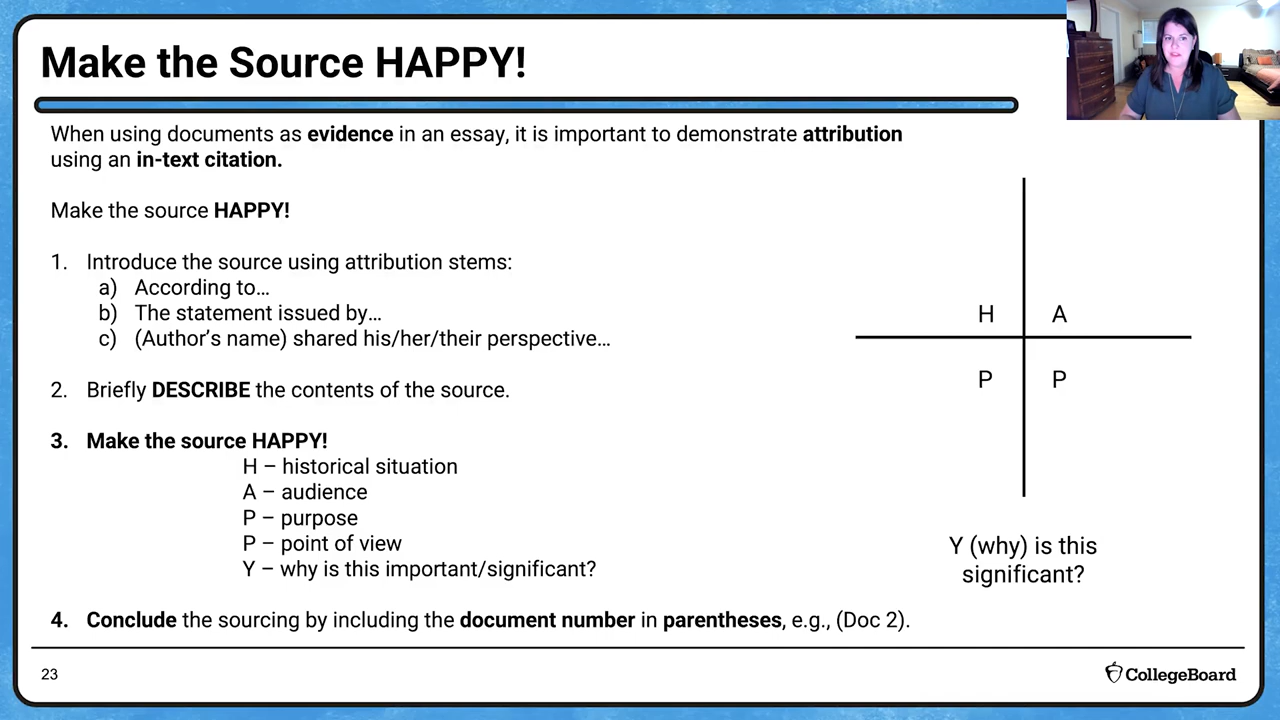 Make the Source HAPPY!
When using documents as evidence in an essay, it is important to demonstrate attribution
using an in-text citation.
Make the source HAPPY!
1. Introduce the source using attribution stems:
a) According to…
b) The statement issued by…
c) (Author’s name) shared his/her/their perspective…
2. Briefly DESCRIBE the contents of the source.
3. Make the source HAPPY!
H – historical situation
A – audience
P – purpose
P – point of view
Y – why is this important/significant?
4. Conclude the sourcing by including the document number in parentheses, e.g., (Doc 2).
H A
P P
Y (why) is this
significant?
23
CollegeBoard